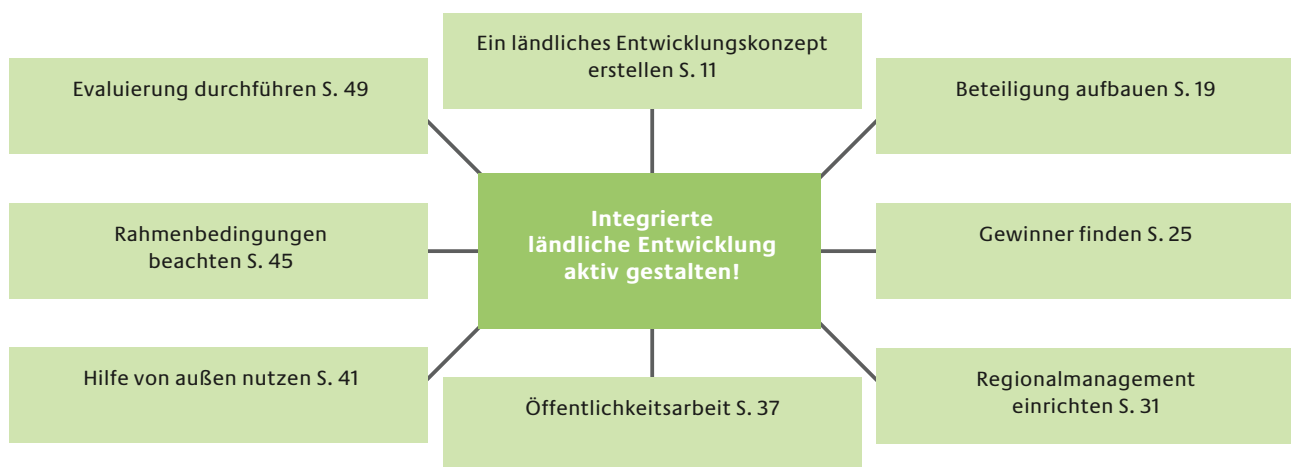 Ein ländliches Entwicklungskonzept
erstellen S. 11
Evaluierung durchführen S. 49
Beteiligung aufbauen S. 19
Integrierte
ländliche Entwicklung
aktiv gestalten!
Rahmenbedingungen
beachten S. 45
Gewinner finden S. 25
Hilfe von außen nutzen S. 41
Öffentlichkeitsarbeit S. 37
Regionalmanagement
einrichten S. 31